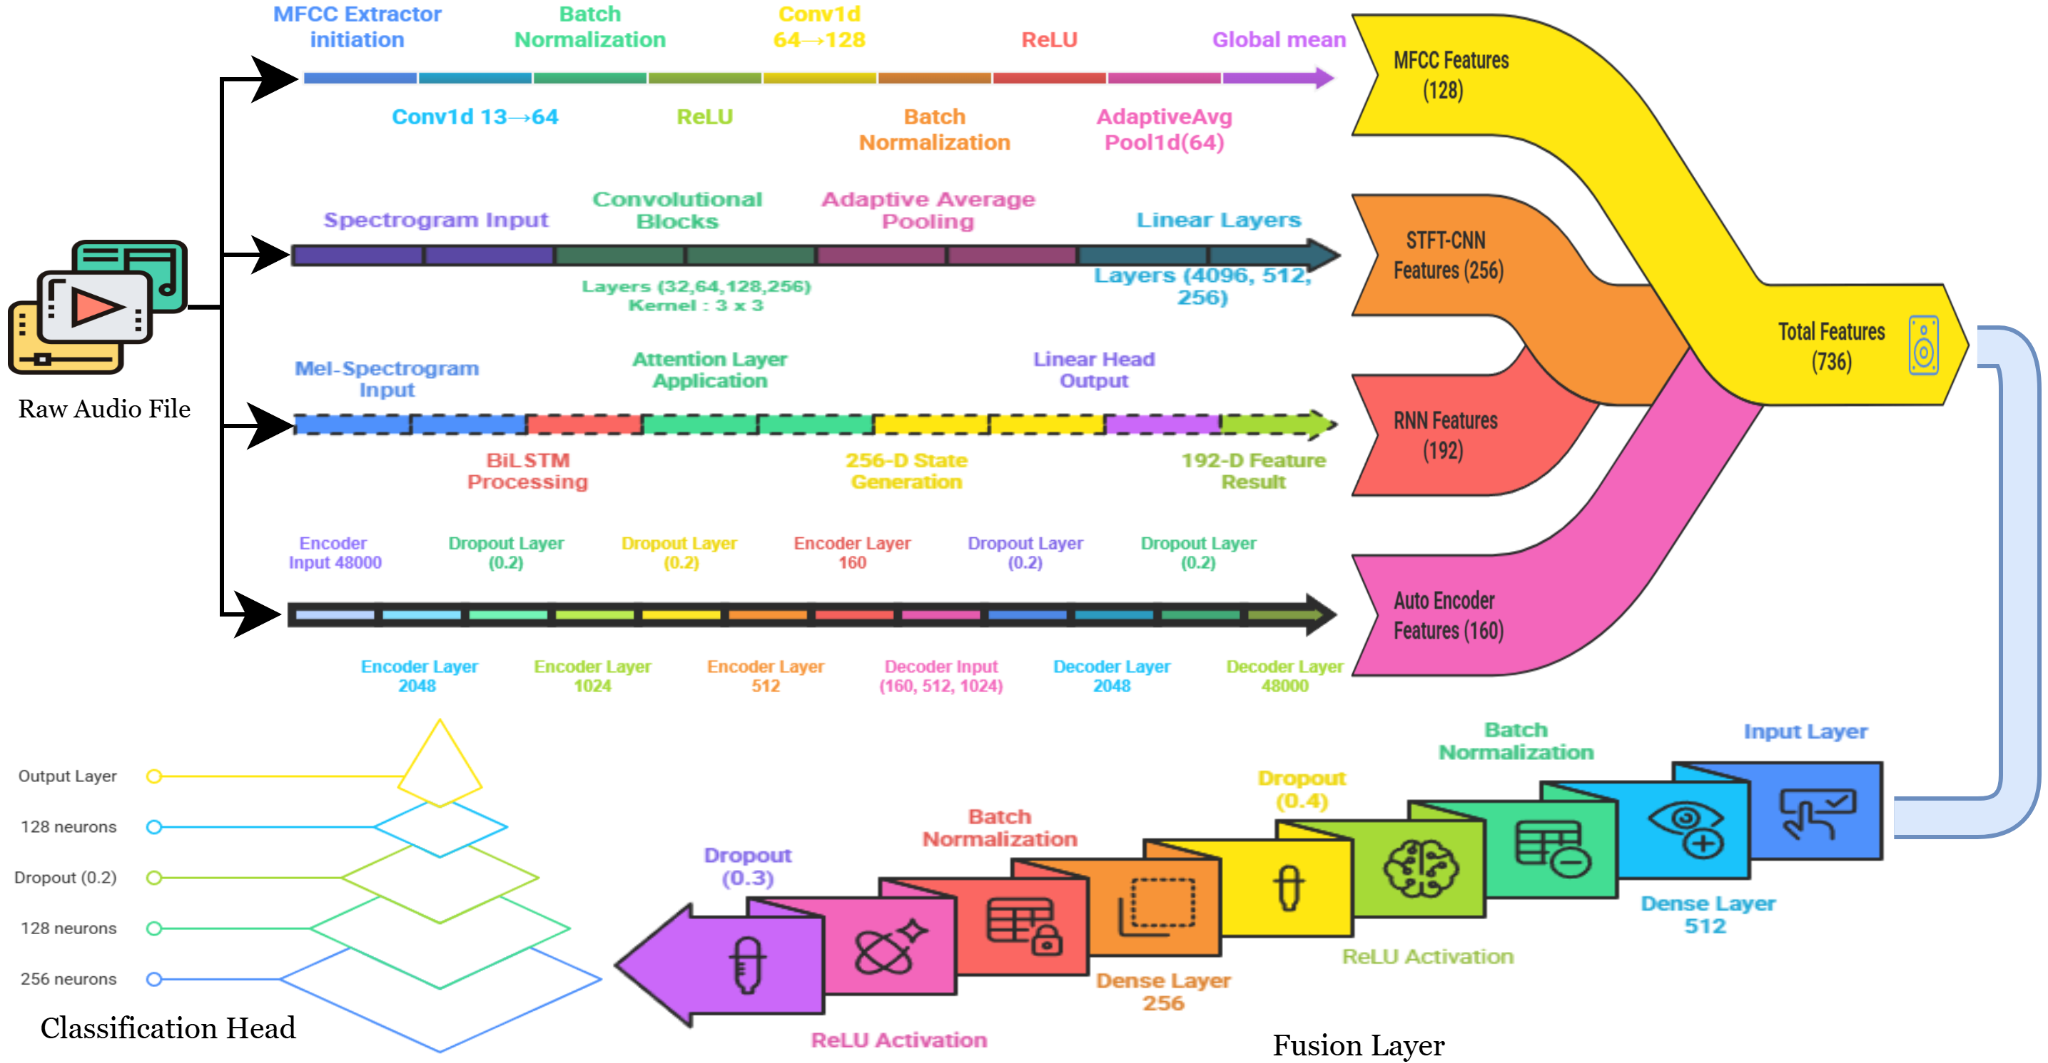 MFCC Extractor
initiation
Batch
Normalization
Conv1d
64→128
ReLU
Global mean
Conv1d 13→64
ReLU
Batch
Normalization
AdaptiveAvg
Pool1d(64)
MFCC Features
(128)
Spectrogram Input
Convolutional
Blocks
Adaptive Average
Pooling
Linear Layers
Layers (32,64,128,256)
Kernel : 3 x 3
Layers (4096, 512,
256)
STFT-CNN
Features (256)
Raw Audio File
Mel-Spectrogram
Input
Attention Layer
Application
Linear Head
Output
BiLSTM
Processing
256-D State
Generation
192-D Feature
Result
RNN Features
(192)
Total Features
(736)
Encoder
Input 48000
Dropout Layer
(0.2)
Dropout Layer
(0.2)
Encoder Layer
160
Dropout Layer
(0.2)
Dropout Layer
(0.2)
Encoder Layer
2048
Encoder Layer
1024
Encoder Layer
512
Decoder Input
(160, 512, 1024)
Decoder Layer
2048
Decoder Layer
48000
Auto Encoder
Features (160)
Input Layer
Dense Layer
512
Batch
Normalization
ReLU Activation
Dropout
(0.4)
Dense Layer
256
Batch
Normalization
ReLU Activation
Dropout
(0.3)
Fusion Layer
Output Layer
128 neurons
Dropout (0.2)
128 neurons
256 neurons
Classification Head